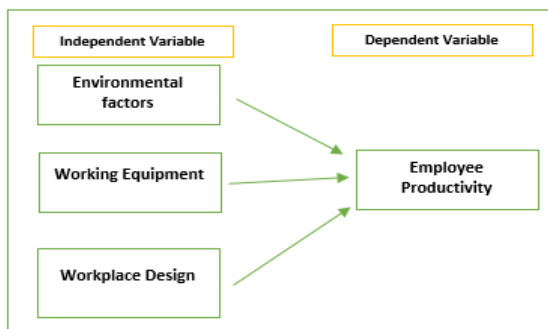 Independent Variable
Dependent Variable
Environmental
factors
Working Equipment
Employee
Productivity
Workplace Design